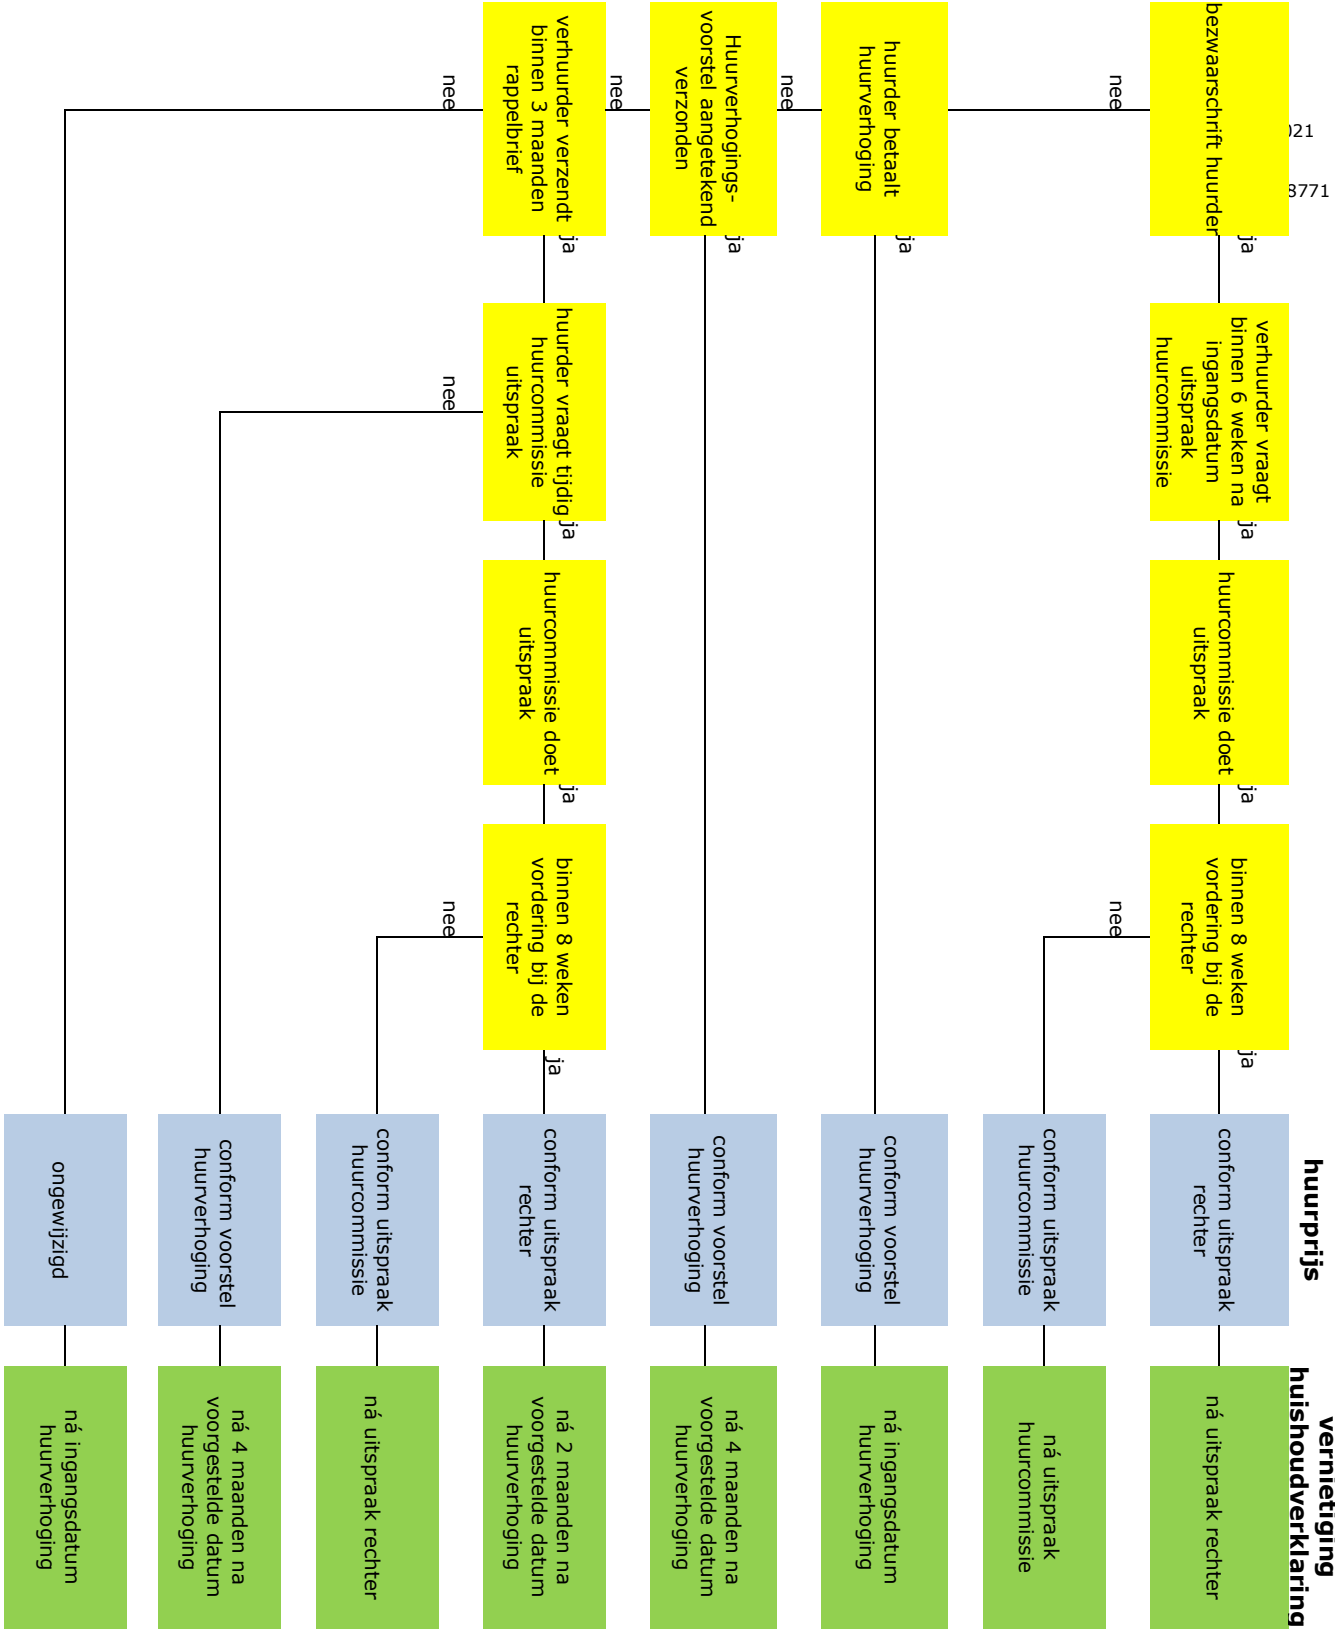 huurprijs
vernietiging
huishoudverklaring
021
8771
bezwaarschrift huurder
ja
verhuurder vraagt
binnen 6 weken na
ingangsdatum
uitspraak
huurcommissie
ja
huurcommissie doet
uitspraak
ja
binnen 8 weken
vordering bij de
rechter
ja
conform uitspraak
rechter
ná uitspraak rechter
nee
nee
conform uitspraak
huurcommissie
ná uitspraak
huurcommissie
huurder betaalt
huurverhoging
ja
conform voorstel
huurverhoging
ná ingangsdatum
huurverhoging
nee
Huurverhogings-
voorstel aangetekend
verzonden
ja
conform voorstel
huurverhoging
ná 4 maanden na
voorgestelde datum
huurverhoging
nee
verhuurder verzendt
binnen 3 maanden
rappelbrief
ja
huurder vraagt tijdig
huurcommissie
uitspraak
ja
huurcommissie doet
uitspraak
ja
binnen 8 weken
vordering bij de
rechter
ja
conform uitspraak
rechter
ná 2 maanden na
voorgestelde datum
huurverhoging
nee
nee
nee
conform uitspraak
huurcommissie
ná uitspraak rechter
conform voorstel
huurverhoging
ná 4 maanden na
voorgestelde datum
huurverhoging
ongewijzigd
ná ingangsdatum
huurverhoging